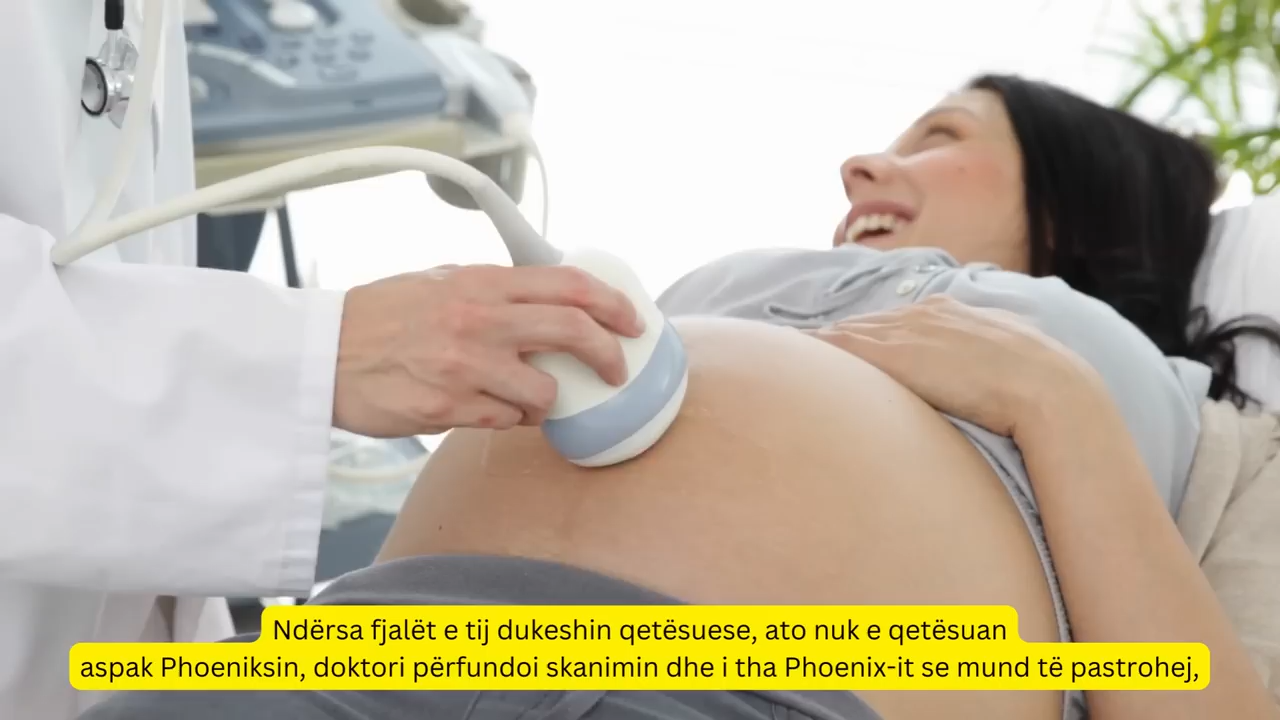 Ndërsa fjalët e tij dukeshin qetësuese, ato nuk e qetësuan
aspak Phoeniksin, doktori përfundoi skanimin dhe i tha Phoenix-it se mund të pastrohej,